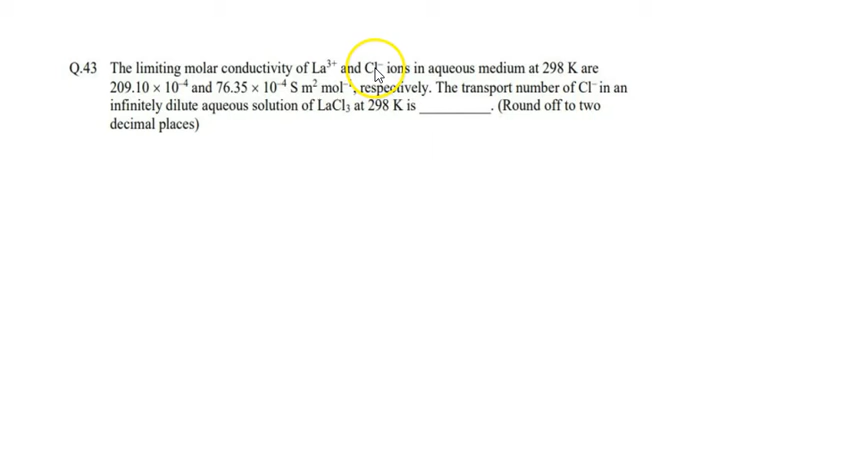 Q.43 The limiting molar conductivity of La³⁺ and Cl⁻ ions in aqueous medium at 298 K are
209.10 × 10⁻⁴ and 76.35 × 10⁻⁴ S m² mol⁻¹, respectively. The transport number of Cl⁻ in an
infinitely dilute aqueous solution of LaCl₃ at 298 K is __________. (Round off to two
decimal places)